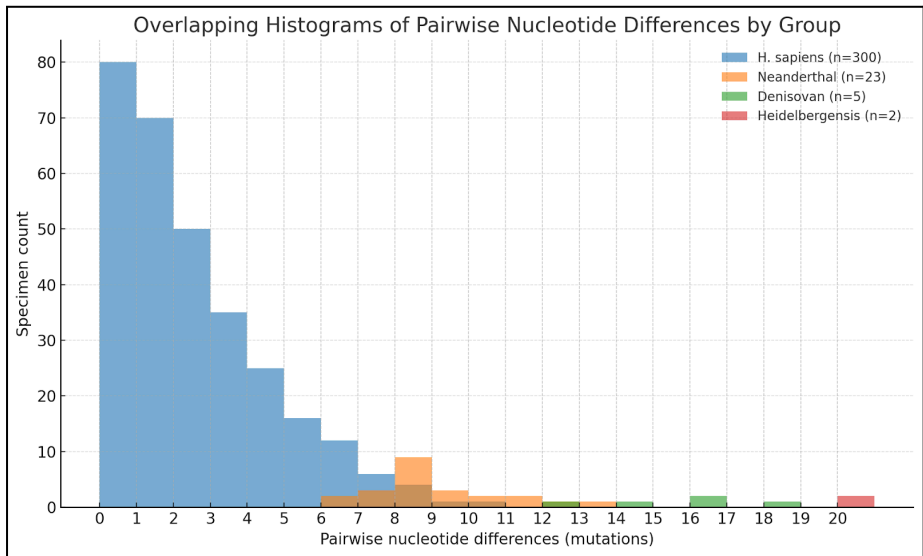 Overlapping Histograms of Pairwise Nucleotide Differences by Group
80
70
60
50
40
30
20
10
0
Specimen count
H. sapiens (n=300)
Neanderthal (n=23)
Denisovan (n=5)
Heidelbergensis (n=2)
0 1 2 3 4 5 6 7 8 9 10 11 12 13 14 15 16 17 18 19 20
Pairwise nucleotide differences (mutations)